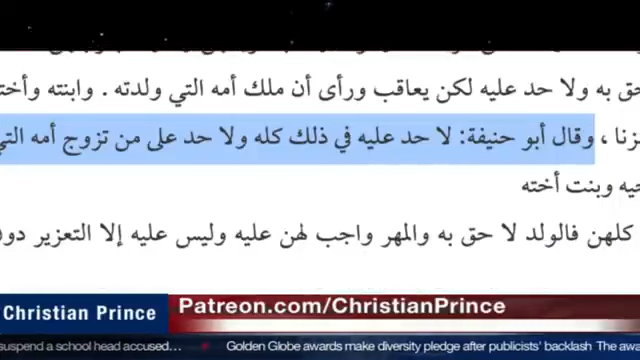 حق به ولا حد عليه لكن يعاقب ورأى أن ملك أمه التي ولدته . وابنته وأخته
زنا ، وقال أبو حنيفة: لا حد عليه في ذلك كله ولا حد على من تزوج أمه التي
وبنت أخته
كلهن فالولد لا حق به والمهر واجب لهن عليه وليس عليه إلا التعزير دون
Christian Prince
Patreon.com/ChristianPrince
suspend a school head accused...
Golden Globe awards make diversity pledge after publicists' backlash The awa